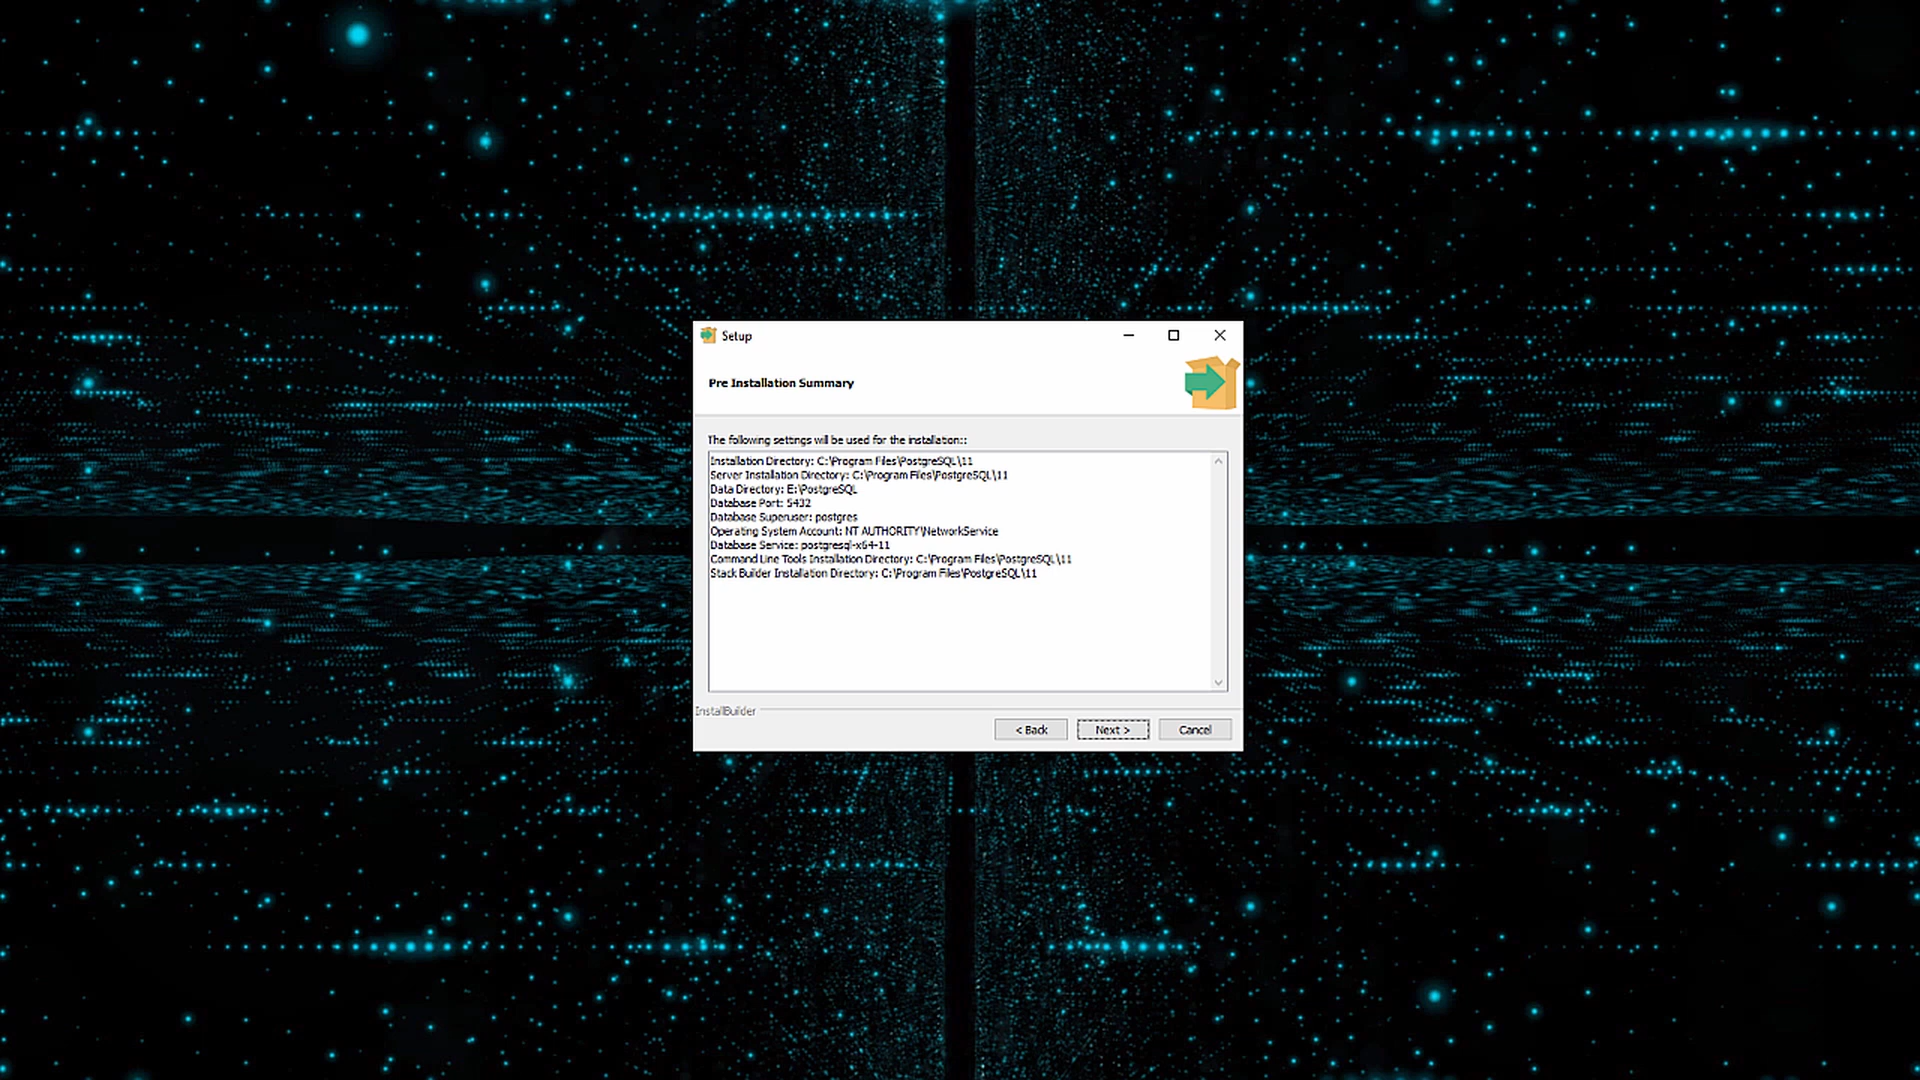 Setup
Pre Installation Summary
The following settings will be used for the installation::
Installation Directory: C:\Program Files\PostgreSQL\11
Server Installation Directory: C:\Program Files\PostgreSQL\11
Data Directory: E:\PostgreSQL
Database Port: 5432
Database Superuser: postgres
Operating System Account: NT AUTHORITY\NetworkService
Database Service: postgresql-x64-11
Command Line Tools Installation Directory: C:\Program Files\PostgreSQL\11
Stack Builder Installation Directory: C:\Program Files\PostgreSQL\11
InstallBuilder
< Back Next > Cancel